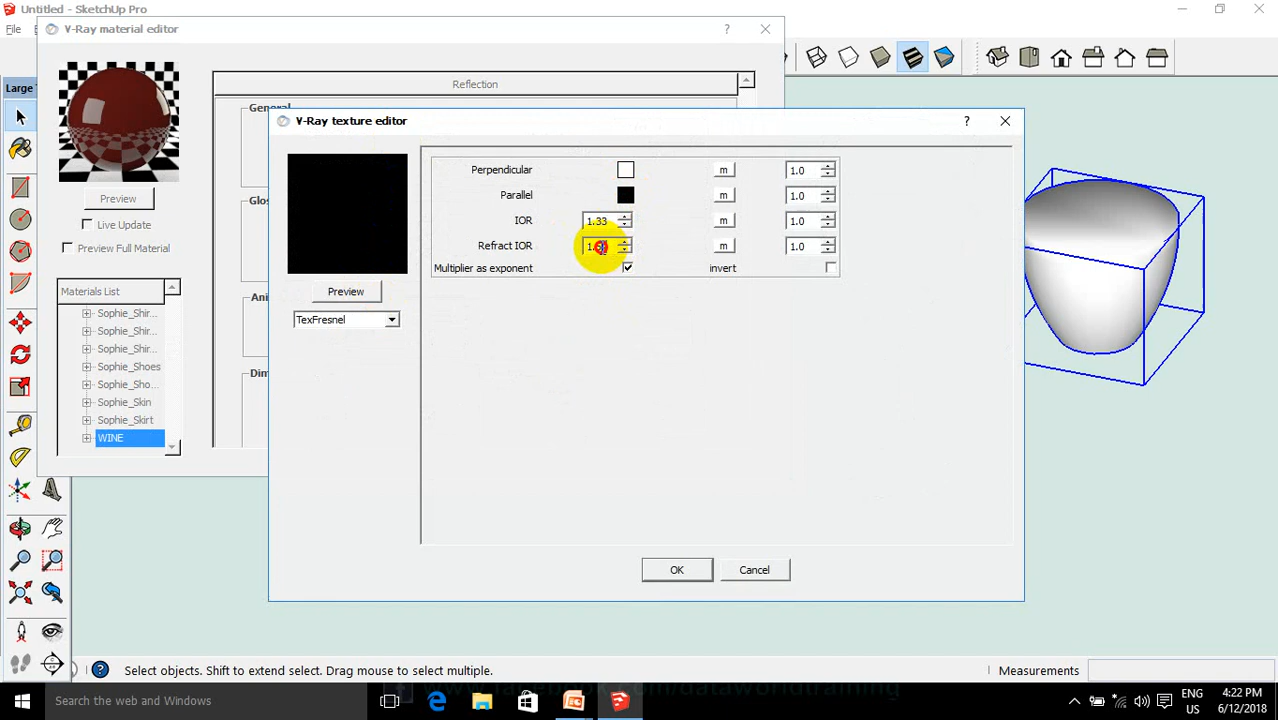 Untitled - SketchUp Pro
File
V-Ray material editor
?
Large
Reflection
General
V-Ray texture editor
?
Perpendicular
m
1.0
Parallel
m
1.0
Preview
IOR
1.33
m
1.0
Live Update
Refract IOR
m
1.0
Preview Full Material
Multiplier as exponent
invert
Materials List
Preview
Sophie_Shir...
TexFresnel
Sophie_Shir...
Sophie_Shir...
Sophie_Shoes
Sophie_Sho...
Sophie_Skin
Sophie_Skirt
WINE
OK
Cancel
Select objects. Shift to extend select. Drag mouse to select multiple.
Measurements
Search the web and Windows
ENG
US
4:22 PM
6/12/2018